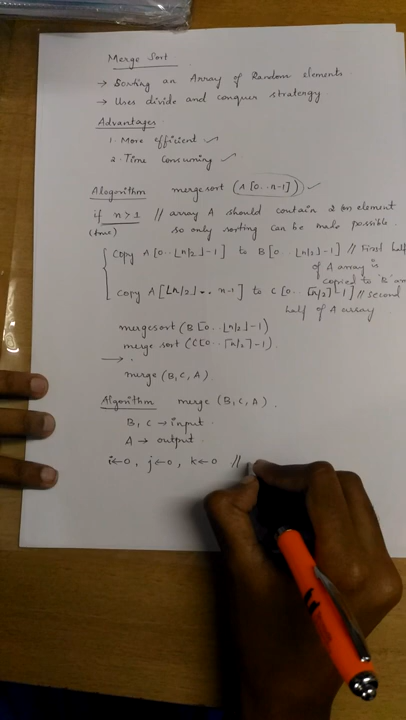 Merge Sort
→ Sorting an Array of Random elements.
→ Uses divide and conquer stratergy
Advantages
1. More efficient ✓
2. Time Concuming ✓
Alogorithm mergesort (A[0..n-1]) ✓
if n>1 // array A should contain 2 element
(true) so only sorting can be made possible.
Copy A[0..⌊n/2⌋-1] to B[0..⌊n/2⌋-1] // First half
of A array is
copied to 'B' arr
Copy A[⌊n/2⌋.. n-1] to C[0..⌈n/2⌉-1] // second
half of A array
mergesort (B[0..⌊n/2⌋-1)
merge sort (C[0..⌈n/2⌉-1).
→ .
merge (B, C, A)
Algorithm merge (B, C, A).
B, C → input
A → output.
i←0, j←0, k←0 //